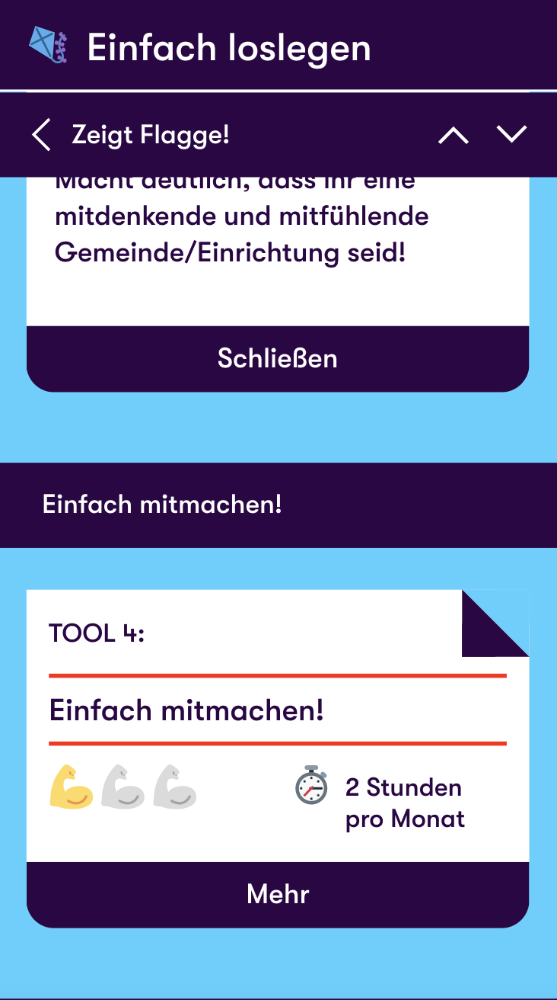 Einfach loslegen
Zeigt Flagge!
Macht deutlich, dass ihr eine
mitdenkende und mitfühlende
Gemeinde/Einrichtung seid!
Schließen
Einfach mitmachen!
TOOL 4:
Einfach mitmachen!
2 Stunden
pro Monat
Mehr